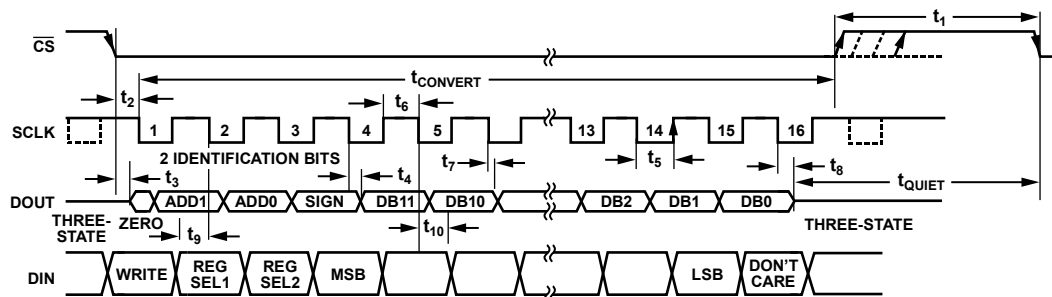 t1
CS
tCONVERT
t2
t6
SCLK
1 2 3 4 5 13 14 15 16
2 IDENTIFICATION BITS
t7
t5
t8
t3
t4
tQUIET
DOUT
ADD1 ADD0 SIGN DB11 DB10 DB2 DB1 DB0
THREE-STATE
ZERO
t9
t10
THREE-STATE
DIN
WRITE
REG SEL1
REG SEL2
MSB
LSB
DON'T CARE